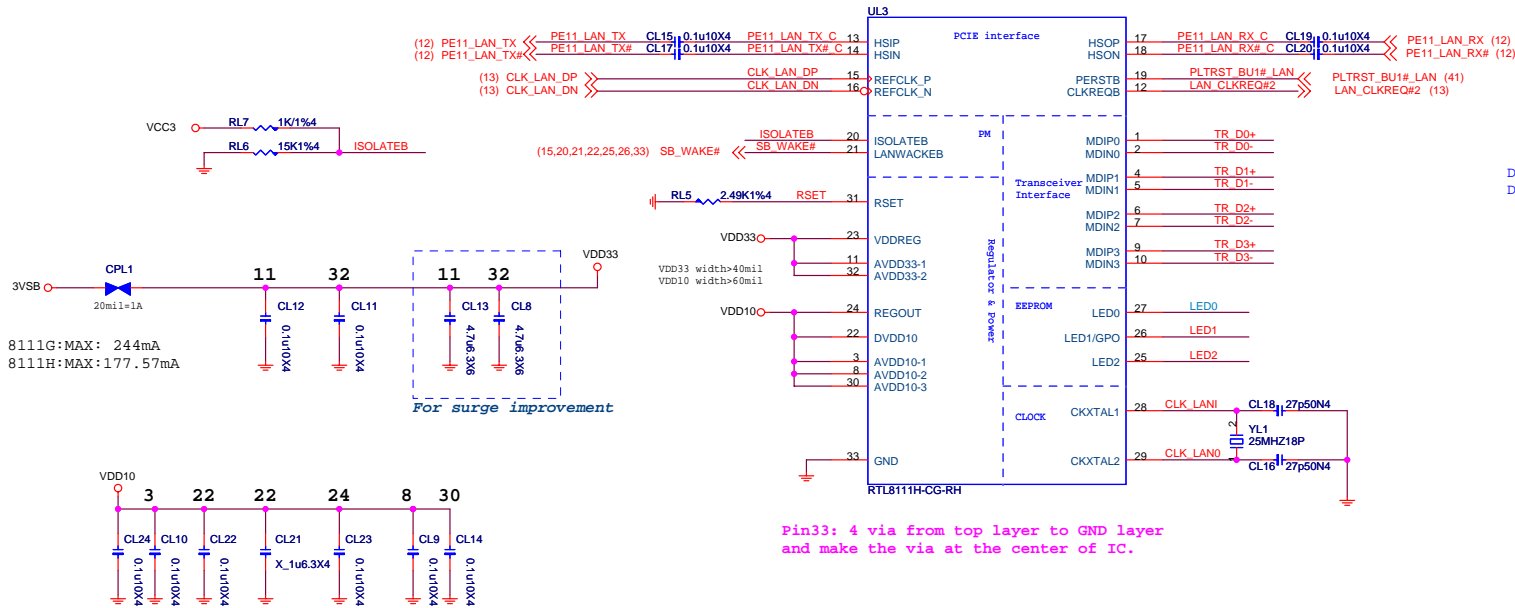 UL3
(12) PE11_LAN_TX PE11_LAN_TX CL15 0.1u10X4 PE11_LAN_TX_C 13 HSIP PCIE interface HSOP 17 PE11_LAN_RX_C CL19 0.1u10X4 PE11_LAN_RX (12)
(12) PE11_LAN_TX# PE11_LAN_TX# CL17 0.1u10X4 PE11_LAN_TX#_C 14 HSIN HSON 18 PE11_LAN_RX#_C CL20 0.1u10X4 PE11_LAN_RX# (12)
(13) CLK_LAN_DP CLK_LAN_DP 15 REFCLK_P PERSTB 19 PLTRST_BU1#_LAN PLTRST_BU1#_LAN (41)
(13) CLK_LAN_DN CLK_LAN_DN 16 REFCLK_N CLKREQB 12 LAN_CLKREQ#2 LAN_CLKREQ#2 (13)
VCC3 RL7 1K/1%4
RL6 15K1%4 ISOLATEB
ISOLATEB 20 ISOLATEB PM MDIP0 1 TR_D0+
(15,20,21,22,25,26,33) SB_WAKE# SB_WAKE# 21 LANWACKEB MDIN0 2 TR_D0-
Transceiver
Interface
MDIP1 4 TR_D1+
MDIN1 5 TR_D1-
D
D
RL5 2.49K1%4 RSET 31 RSET
MDIP2 6 TR_D2+
MDIN2 7 TR_D2-
VDD33 23 VDDREG
MDIP3 9 TR_D3+
MDIN3 10 TR_D3-
11 AVDD33-1
32 AVDD33-2
VDD33 width>40mil
VDD10 width>60mil
Regulator & Power
VDD10 24 REGOUT
EEPROM
LED0 27 LED0
22 DVDD10
LED1/GPO 26 LED1
3 AVDD10-1
LED2 25 LED2
8 AVDD10-2
30 AVDD10-3
CLOCK
CKXTAL1 28 CLK_LANI CL18 27p50N4
2 YL1
25MHZ18P
1
33 GND
CKXTAL2 29 CLK_LAN0 CL16 27p50N4
RTL8111H-CG-RH
Pin33: 4 via from top layer to GND layer
and make the via at the center of IC.
3VSB CPL1 11 32 11 32 VDD33
20mil=1A
CL12 0.1u10X4
CL11 0.1u10X4
CL13 4.7u6.3X6
CL8 4.7u6.3X6
8111G:MAX: 244mA
8111H:MAX:177.57mA
For surge improvement
VDD10 3 22 22 24 8 30
CL24 0.1u10X4
CL10 0.1u10X4
CL22 0.1u10X4
CL21 X_1u6.3X4
CL23 0.1u10X4
CL9 0.1u10X4
CL14 0.1u10X4